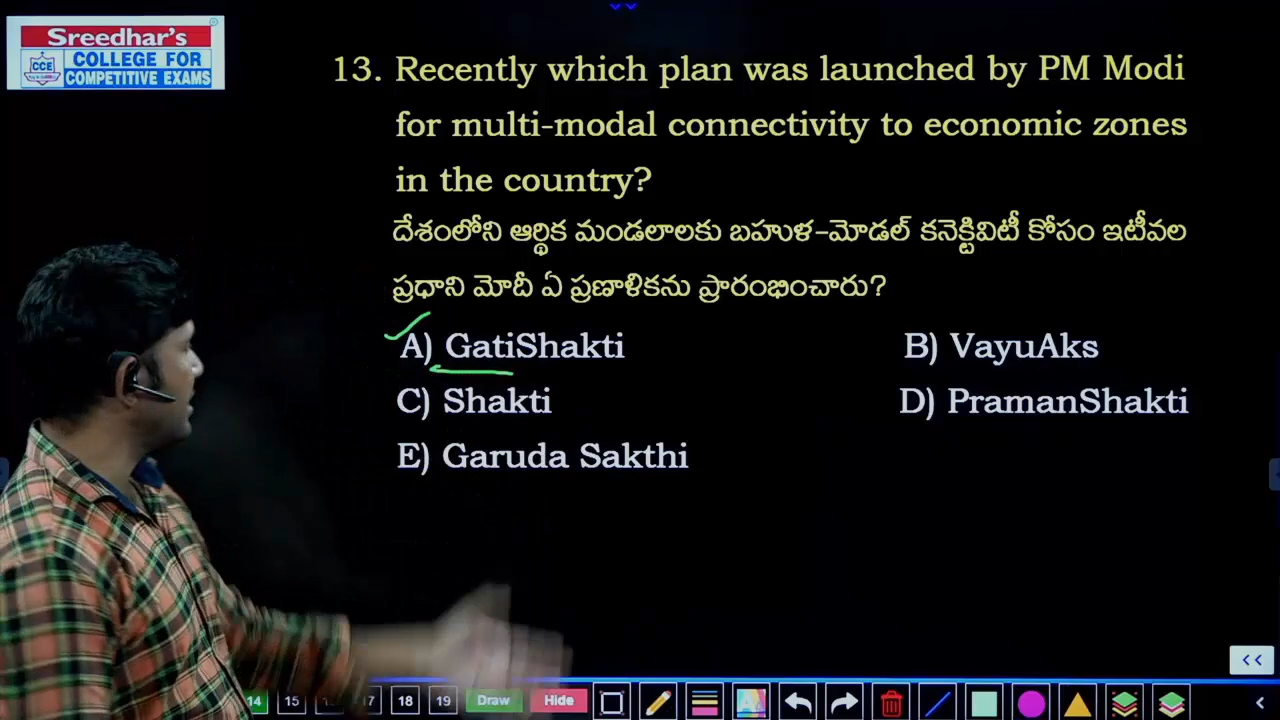 Sreedhar's
CCE
COLLEGE FOR
COMPETITIVE EXAMS
13. Recently which plan was launched by PM Modi
for multi-modal connectivity to economic zones
in the country?
దేశంలోని ఆర్థిక మండలాలకు బహుళ-మోడల్ కనెక్టివిటీ కోసం ఇటీవల
ప్రధాని మోదీ ఏ ప్రణాళికను ప్రారంభించారు?
A) GatiShakti B) VayuAks
C) Shakti D) PramanShakti
E) Garuda Sakthi
14 15 17 18 19 Draw Hide